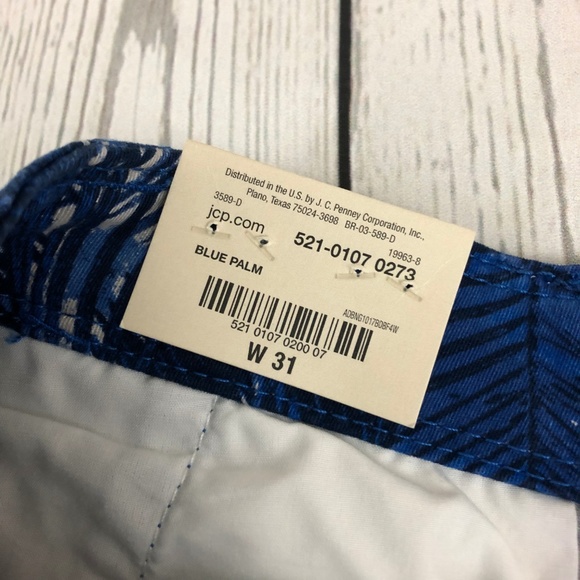 Distributed in the U.S. by J. C. Penney Corporation, Inc.,
Plano, Texas 75024-3698 BR-03-589-D
3589-D
19963-8
jcp.com
521-0107 0273
BLUE PALM
ADBNG1017BOBF4W
521 0107 0200 07
W 31